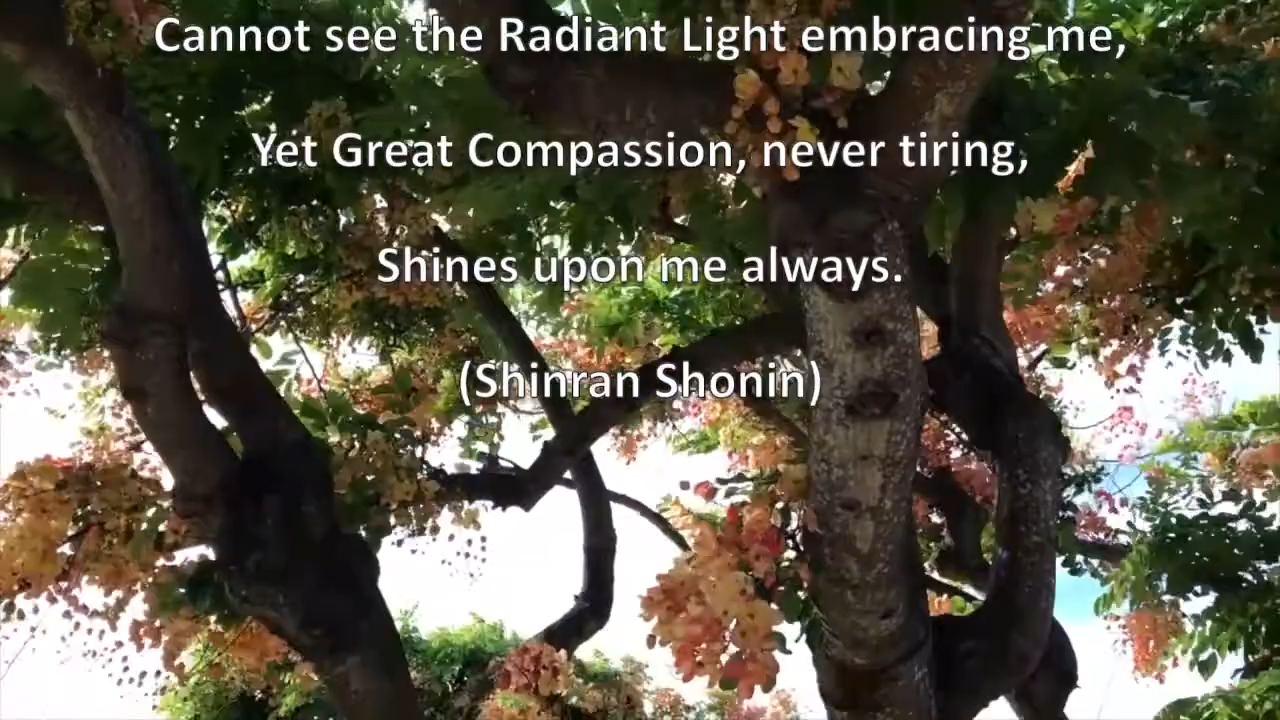 Cannot see the Radiant Light embracing me,
Yet Great Compassion, never tiring,
Shines upon me always.
(Shinran Shonin)